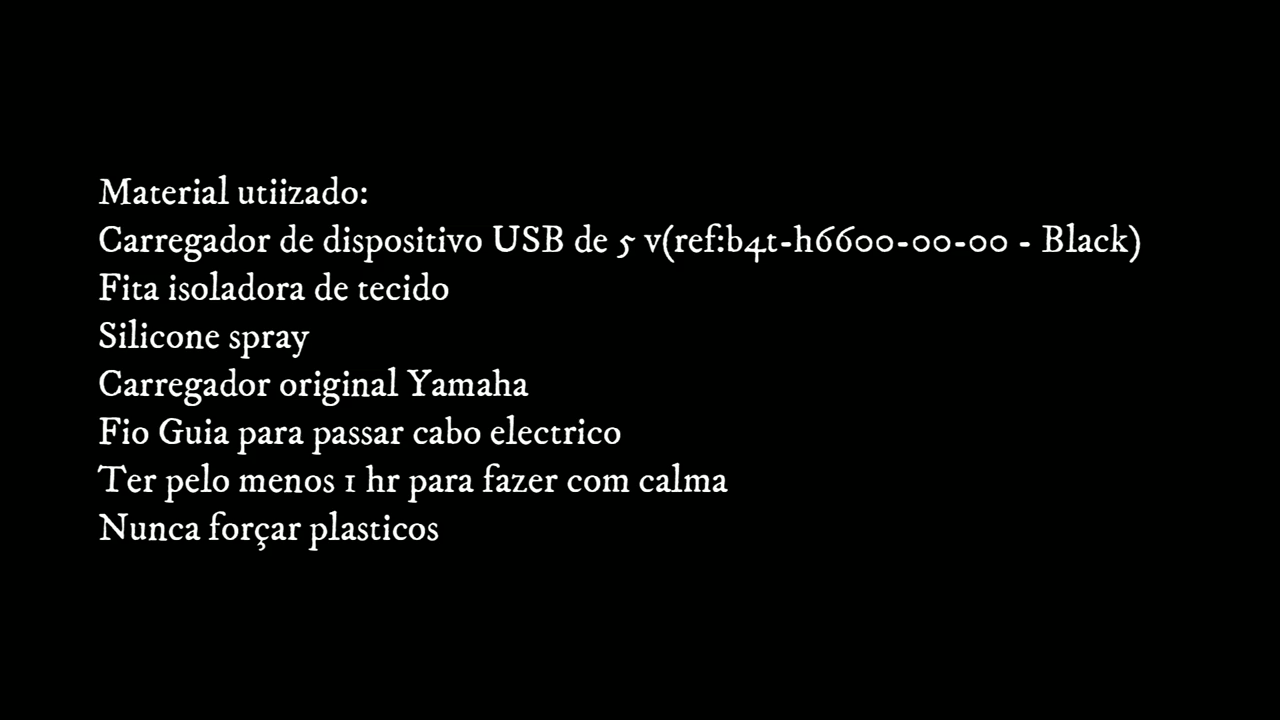 Material utiizado:
Carregador de dispositivo USB de 5 v(ref:b4t-h6600-00-00 - Black)
Fita isoladora de tecido
Silicone spray
Carregador original Yamaha
Fio Guia para passar cabo electrico
Ter pelo menos 1 hr para fazer com calma
Nunca forçar plasticos